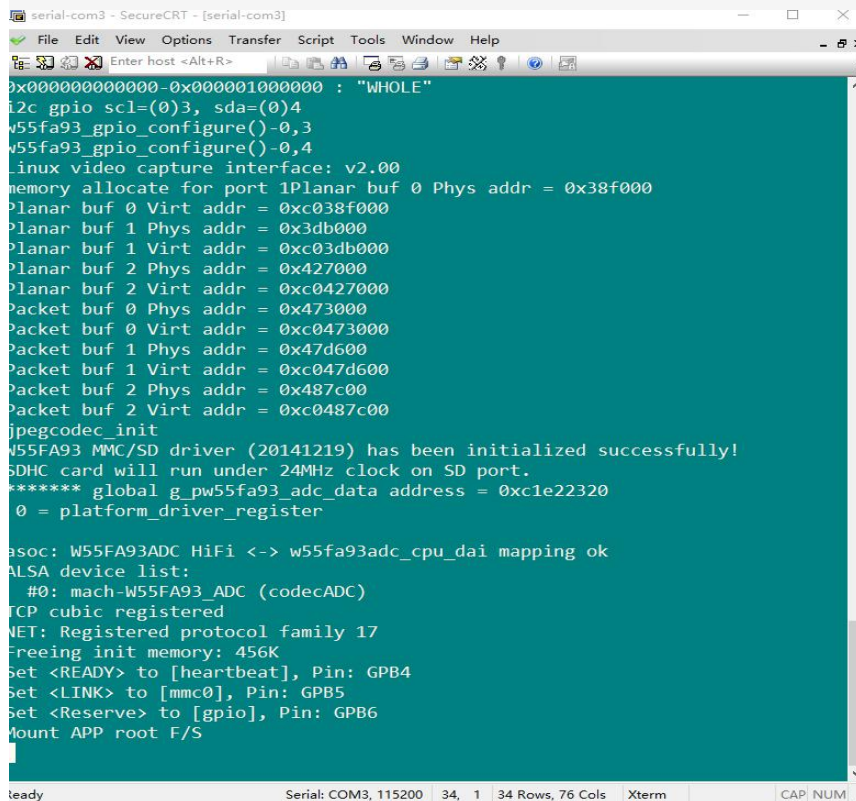 serial-com3 - SecureCRT - [serial-com3]
File Edit View Options Transfer Script Tools Window Help
Enter host <Alt+R>
0x000000000000-0x000001000000 : "WHOLE"
i2c gpio scl=(0)3, sda=(0)4
w55fa93_gpio_configure()-0,3
w55fa93_gpio_configure()-0,4
Linux video capture interface: v2.00
memory allocate for port 1Planar buf 0 Phys addr = 0x38f000
Planar buf 0 Virt addr = 0xc038f000
Planar buf 1 Phys addr = 0x3db000
Planar buf 1 Virt addr = 0xc03db000
Planar buf 2 Phys addr = 0x427000
Planar buf 2 Virt addr = 0xc0427000
Packet buf 0 Phys addr = 0x473000
Packet buf 0 Virt addr = 0xc0473000
Packet buf 1 Phys addr = 0x47d600
Packet buf 1 Virt addr = 0xc047d600
Packet buf 2 Phys addr = 0x487c00
Packet buf 2 Virt addr = 0xc0487c00
jpegcodec_init
W55FA93 MMC/SD driver (20141219) has been initialized successfully!
SDHC card will run under 24MHz clock on SD port.
******* global g_pw55fa93_adc_data address = 0xc1e22320
0 = platform_driver_register
asoc: W55FA93ADC HiFi <-> w55fa93adc_cpu_dai mapping ok
ALSA device list:
#0: mach-W55FA93_ADC (codecADC)
TCP cubic registered
NET: Registered protocol family 17
Freeing init memory: 456K
Set <READY> to [heartbeat], Pin: GPB4
Set <LINK> to [mmc0], Pin: GPB5
Set <Reserve> to [gpio], Pin: GPB6
Mount APP root F/S
Ready Serial: COM3, 115200 34, 1 34 Rows, 76 Cols Xterm CAP NUM